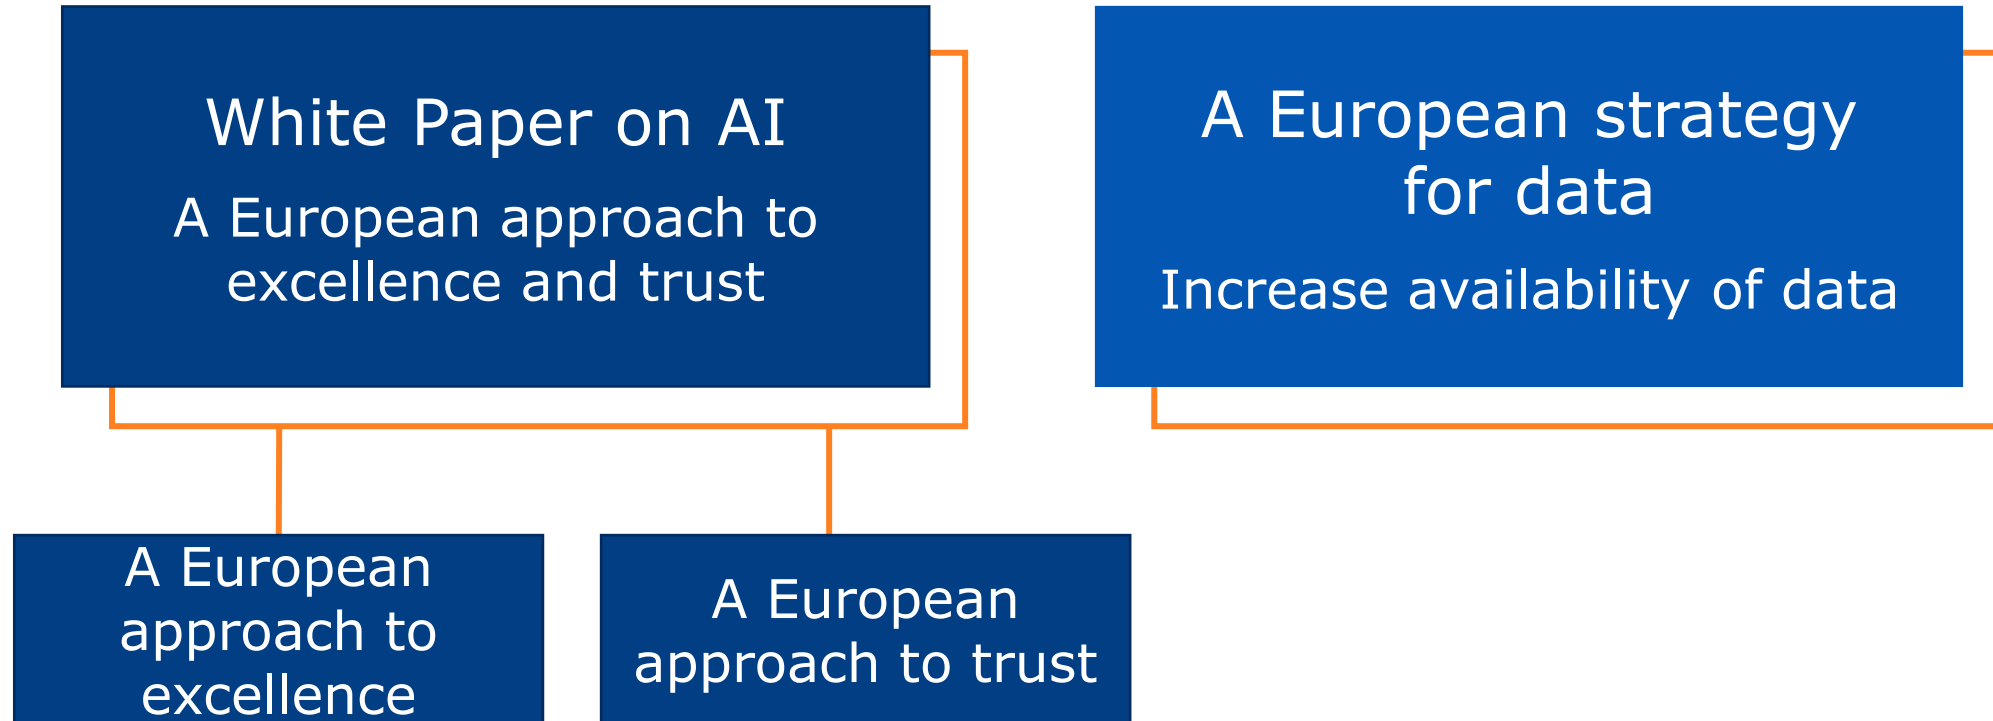 White Paper on AI
A European approach to
excellence and trust
A European strategy
for data
Increase availability of data
A European
approach to
excellence
A European
approach to trust